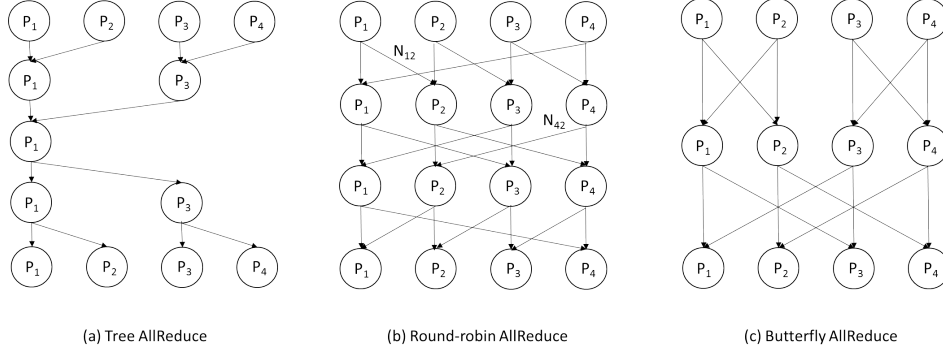 P1 P2 P3 P4
P1 P3
P1
P1 P3
P1 P2 P3 P4
(a) Tree AllReduce
P1 P2 P3 P4
N12
P1 P2 P3 P4
N42
P1 P2 P3 P4
P1 P2 P3 P4
(b) Round-robin AllReduce
P1 P2 P3 P4
P1 P2 P3 P4
P1 P2 P3 P4
(c) Butterfly AllReduce